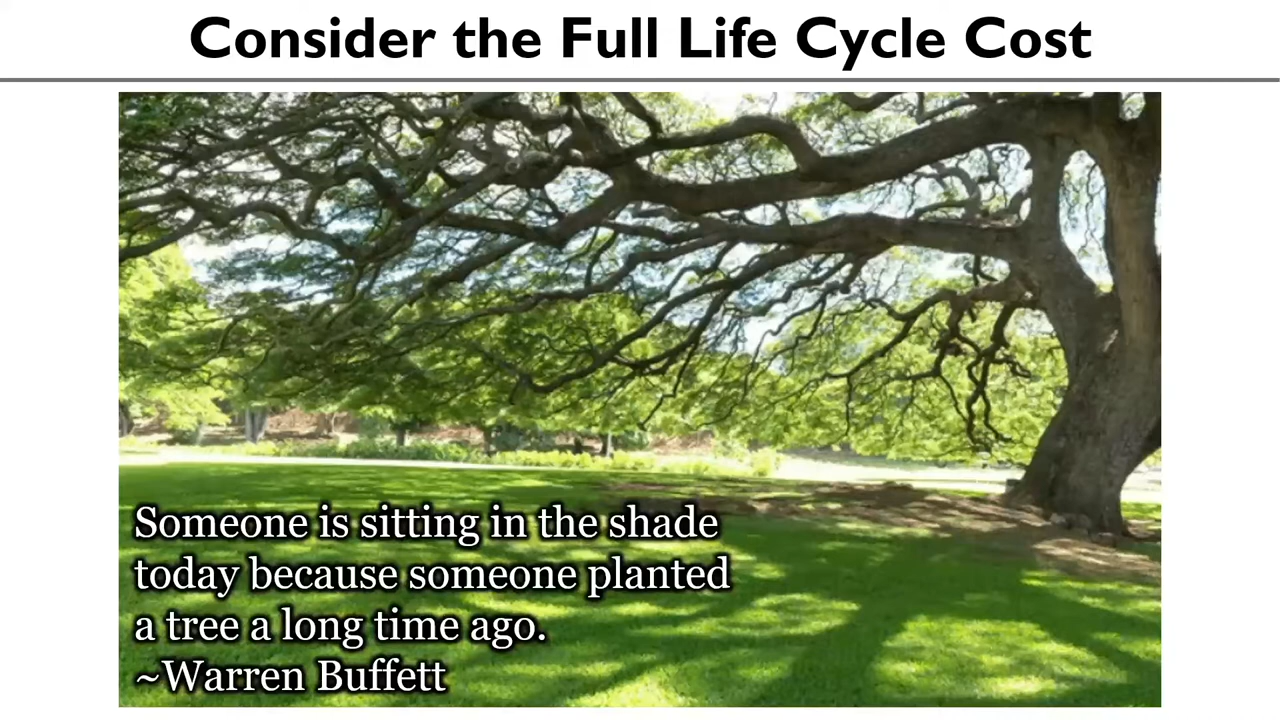 Consider the Full Life Cycle Cost
Someone is sitting in the shade
today because someone planted
a tree a long time ago.
~Warren Buffett